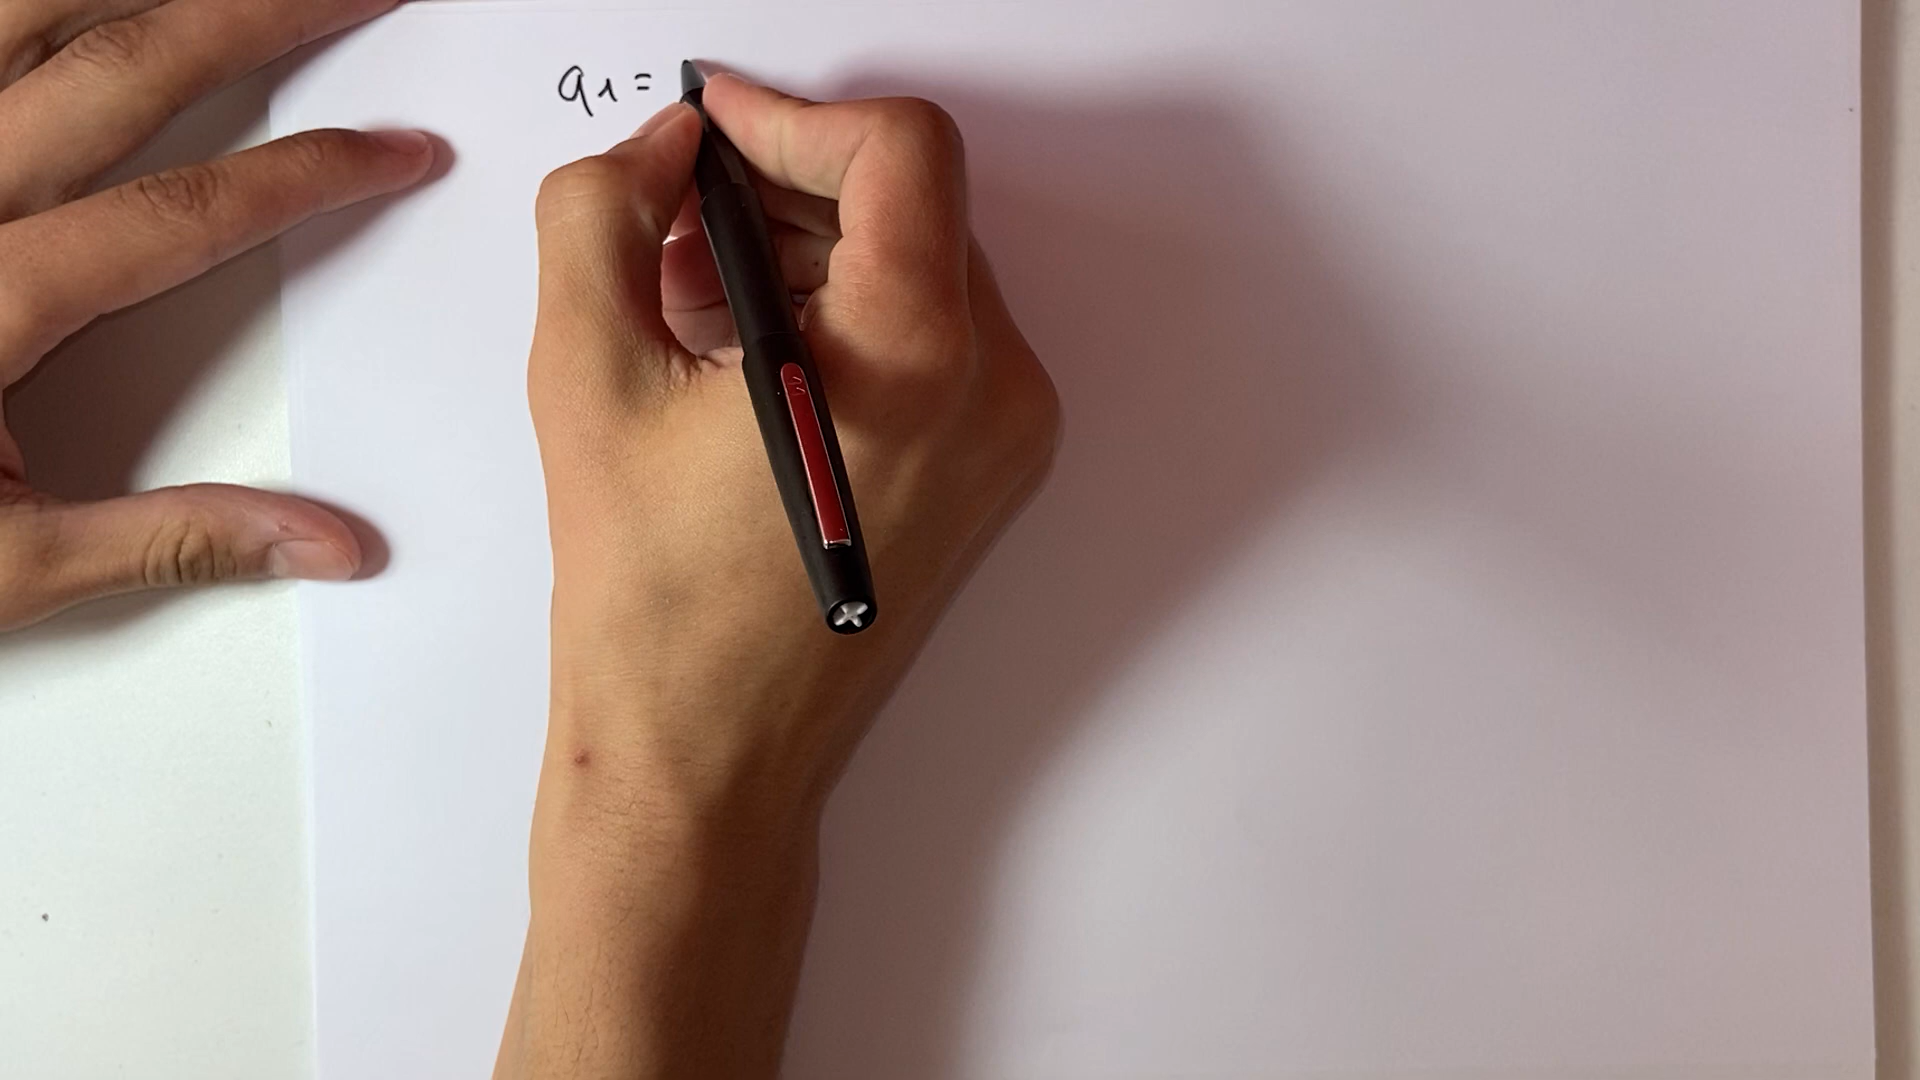 a₁ =